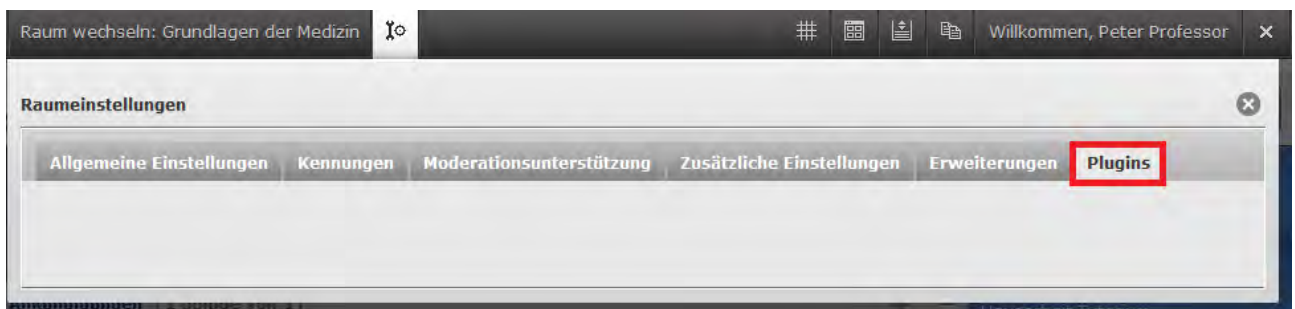 Raum wechseln: Grundlagen der Medizin Willkommen, Peter Professor
Raumeinstellungen
Allgemeine Einstellungen Kennungen Moderationsunterstützung Zusätzliche Einstellungen Erweiterungen Plugins